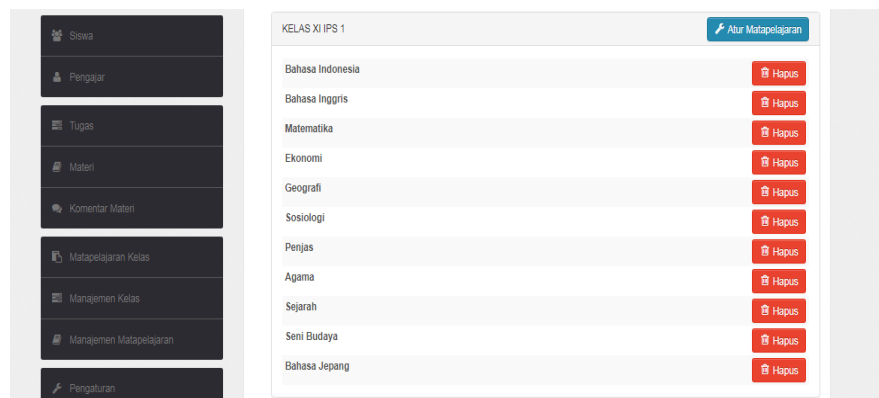 Siswa
Pengajar
Tugas
Materi
Komentar Materi
Matapelajaran Kelas
Manajemen Kelas
Manajemen Matapelajaran
Pengaturan
KELAS XI IPS 1
Atur Matapelajaran
Bahasa Indonesia Hapus
Bahasa Inggris Hapus
Matematika Hapus
Ekonomi Hapus
Geografi Hapus
Sosiologi Hapus
Penjas Hapus
Agama Hapus
Sejarah Hapus
Seni Budaya Hapus
Bahasa Jepang Hapus